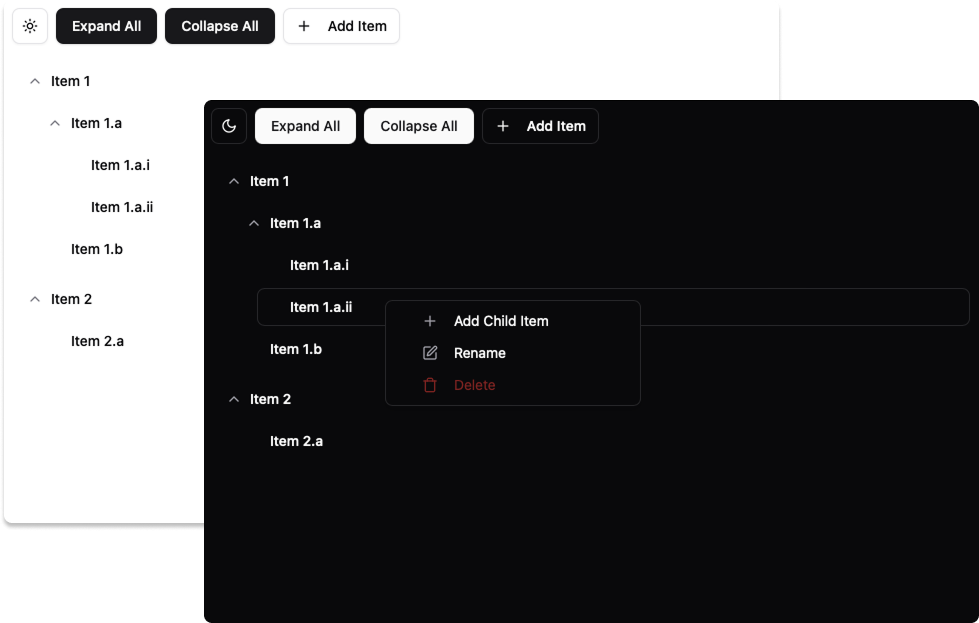 Expand All Collapse All Add Item
Item 1
Item 1.a
Item 1.a.i
Item 1.a.ii
Item 1.b
Item 2
Item 2.a
Expand All Collapse All Add Item
Item 1
Item 1.a
Item 1.a.i
Item 1.a.ii
Item 1.b
Item 2
Item 2.a
Add Child Item
Rename
Delete